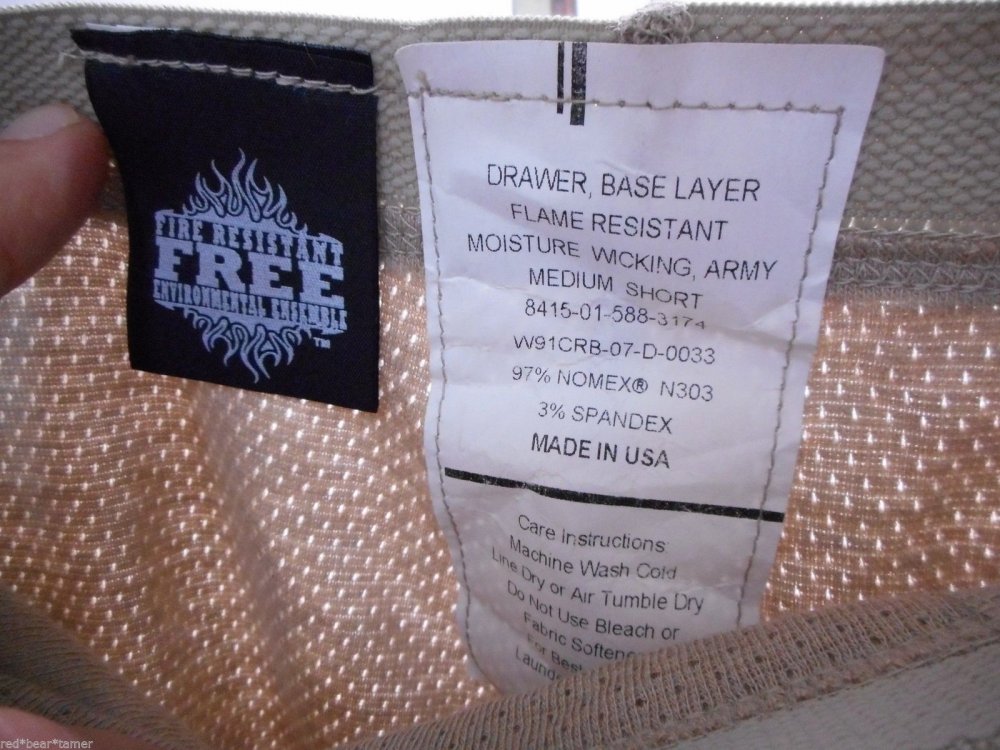 FIRE RESISTANT
FREE
ENVIRONMENTAL ENSEMBLE
TM
DRAWER, BASE LAYER
FLAME RESISTANT
MOISTURE WICKING, ARMY
MEDIUM SHORT
8415-01-588-3174
W91CRB-07-D-0033
97% NOMEX® N303
3% SPANDEX
MADE IN USA
Care Instructions:
Machine Wash Cold
Line Dry or Air Tumble Dry
Do Not Use Bleach or
Fabric
For
red*bear*tamer